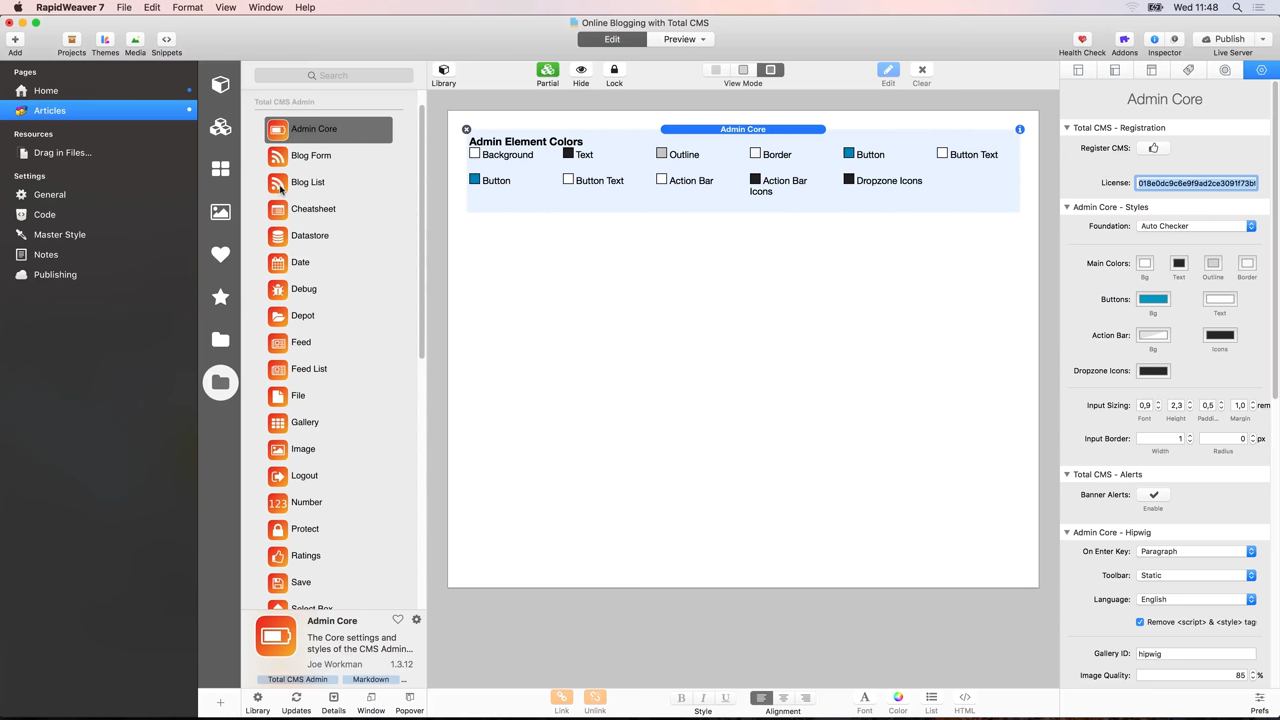 RapidWeaver 7 File Edit Format View Window Help Wed 11:48
Online Blogging with Total CMS
Add Projects Themes Media Snippets Edit Preview Health Check Addons Inspector Publish Live Server
Pages
Home
Articles
Resources
Drag in Files...
Settings
General
Code
Master Style
Notes
Publishing
Search
Total CMS Admin
Admin Core
Blog Form
Blog List
Cheatsheet
Datastore
Date
Debug
Depot
Feed
Feed List
File
Gallery
Image
Logout
123 Number
Protect
Ratings
Save
Select Box
Admin Core
The Core settings and
styles of the CMS Admin...
Joe Workman 1.3.12
Total CMS Admin Markdown ...
Library Updates Details Window Popover
Library Partial Hide Lock View Mode Edit Clear
Admin Core
Admin Element Colors
Background Text Outline Border Button Button Text
Button Button Text Action Bar Action Bar Icons Dropzone Icons
Link Unlink B I U Style Alignment Font Color List HTML Prefs
Admin Core
Total CMS - Registration
Register CMS:
Admin Core - Styles
Foundation: Auto Checker
Main Colors:
Bg Text Outline Border
Buttons:
Bg Text
Action Bar:
Bg Icons
Dropzone Icons:
Input Sizing: 0,9 2,3 0,5 1,0 rem
Font Height Paddi... Margin
Input Border: 1 0 px
Width Radius
Total CMS - Alerts
Banner Alerts:
Enable
Admin Core - Hipwig
On Enter Key: Paragraph
Toolbar: Static
Language: English
Remove <script> & <style> tag:
Gallery ID: hipwig
Image Quality: 85 %